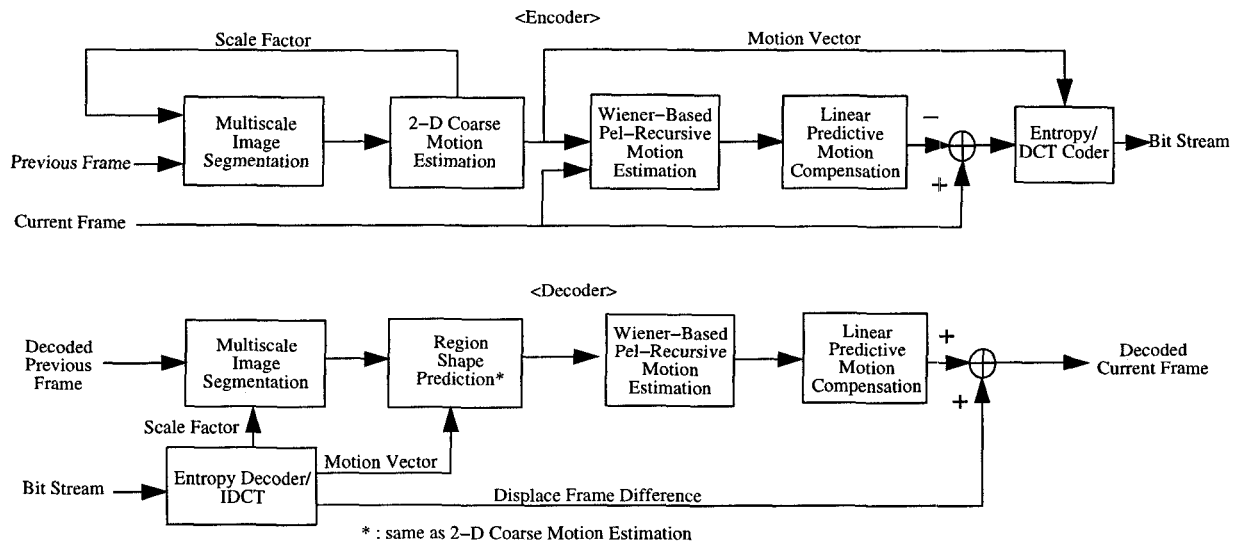 <Encoder>
Scale Factor
Motion Vector
Multiscale
Image
Segmentation
2-D Coarse
Motion
Estimation
Wiener-Based
Pel-Recursive
Motion
Estimation
Linear
Predictive
Motion
Compensation
−
+
Entropy/
DCT Coder
Bit Stream
Previous Frame
Current Frame
<Decoder>
Decoded
Previous
Frame
Multiscale
Image
Segmentation
Region
Shape
Prediction*
Wiener-Based
Pel-Recursive
Motion
Estimation
Linear
Predictive
Motion
Compensation
+
+
Decoded
Current Frame
Scale Factor
Motion Vector
Bit Stream
Entropy Decoder/
IDCT
Displace Frame Difference
* : same as 2-D Coarse Motion Estimation